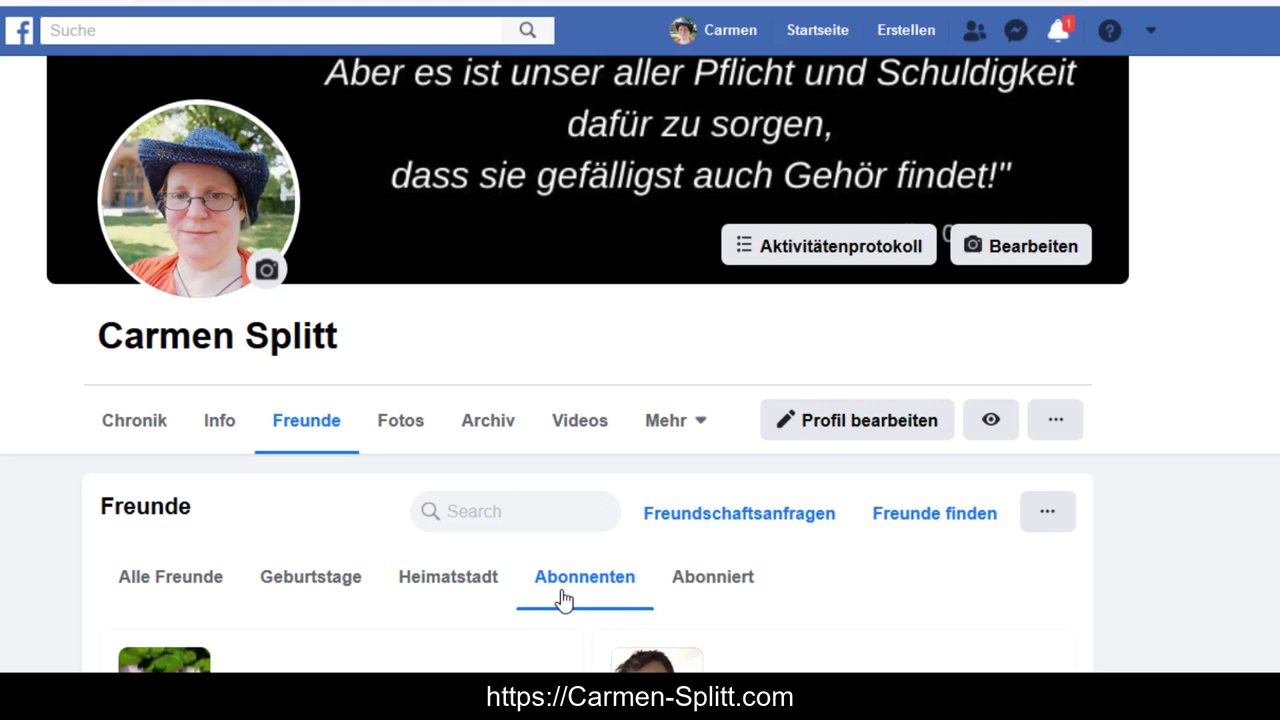 Suche
Carmen Startseite Erstellen 1
Aber es ist unser aller Pflicht und Schuldigkeit
dafür zu sorgen,
dass sie gefälligst auch Gehör findet!"
Aktivitätenprotokoll Bearbeiten
Carmen Splitt
Chronik Info Freunde Fotos Archiv Videos Mehr Profil bearbeiten
Freunde Search Freundschaftsanfragen Freunde finden
Alle Freunde Geburtstage Heimatstadt Abonnenten Abonniert
https://Carmen-Splitt.com